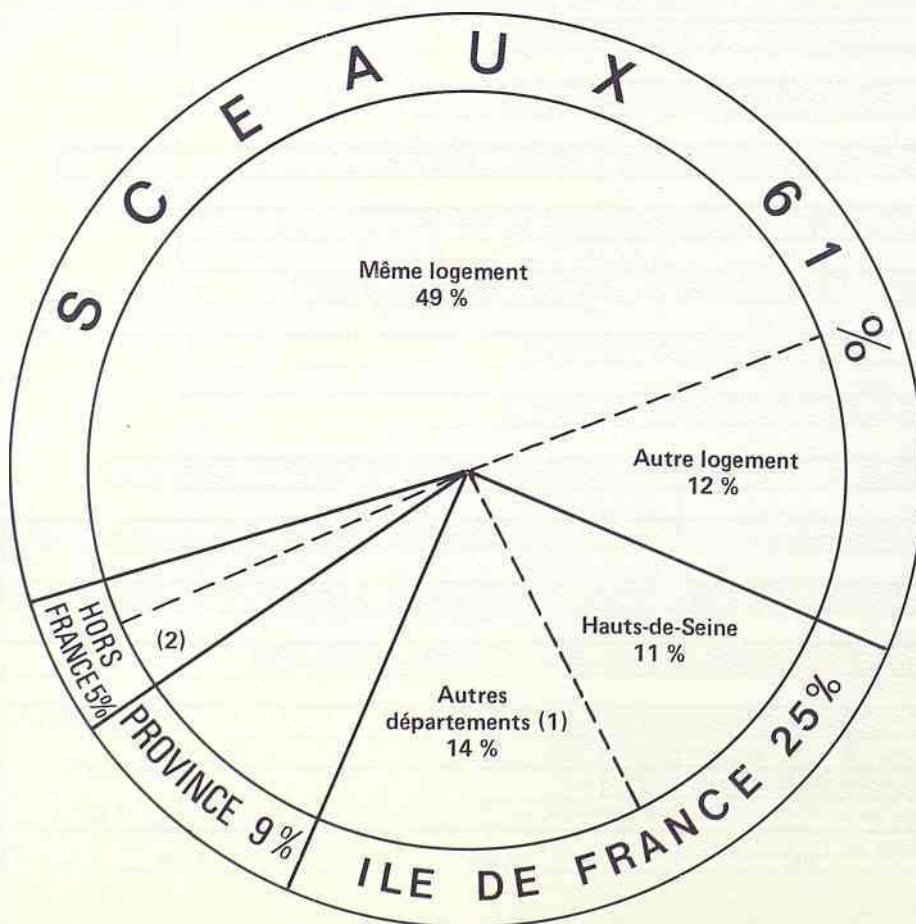 SCEAUX 61%
Même logement
49 %
Autre logement
12 %
Hauts-de-Seine
11 %
Autres
départements (1)
14 %
(2)
HORS
FRANCE 5%
PROVINCE 9%
ILE DE FRANCE 25%